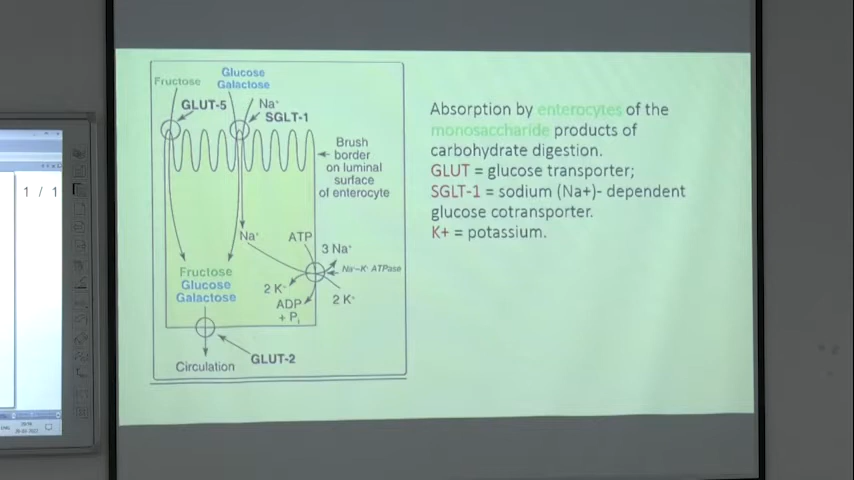 Fructose
Glucose
Galactose
GLUT-5
Na+
SGLT-1
Brush
border
on luminal
surface
of enterocyte
Na+
ATP
3 Na+
Na+-K+ ATPase
2 K+
2 K+
ADP
+ Pi
Fructose
Glucose
Galactose
GLUT-2
Circulation
Absorption by enterocytes of the
monosaccharide products of
carbohydrate digestion.
GLUT = glucose transporter;
SGLT-1 = sodium (Na+)- dependent
glucose cotransporter.
K+ = potassium.
1 / 1
ENG